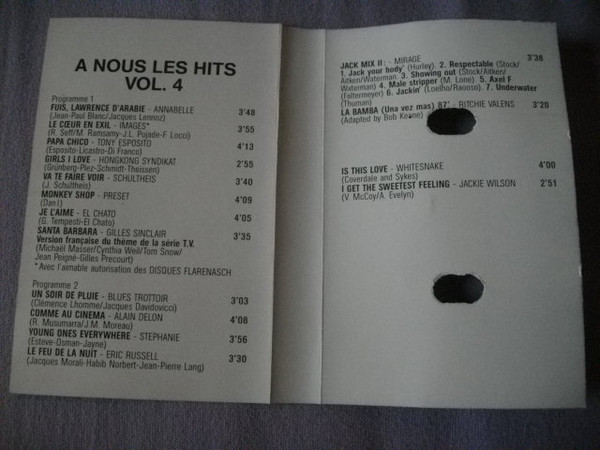 A NOUS LES HITS
VOL. 4
Programme 1
FUIS, LAWRENCE D'ARABIE - ANNABELLE 3'48
(Jean-Paul Blanc/Jacques Lennoz)
LE CŒUR EN EXIL - IMAGES* 3'55
(R. Seff/M. Ramsamy-J.L. Pujade-F Loco)
PAPA CHICO - TONY ESPOSITO 4'13
(Esposito-Licastro-Di Franco)
GIRLS I LOVE - HONGKONG SYNDIKAT 2'55
(Grünberg-Plez-Schmidt-Theissen)
VA TE FAIRE VOIR - SCHULTHEIS 3'40
(J. Schultheis)
MONKEY SHOP - PRESET 4'09
(Dan I)
JE L'AIME - EL CHATO 4'05
(G. Tempesti-El Chato)
SANTA BARBARA - GILLES SINCLAIR 3'35
Version française du thème de la série T.V.
(Michaël Masser/Cynthia Weil/Tom Snow/
Jean Peigné-Gilles Precourt)
*Avec l'aimable autorisation des DISQUES FLARENASCH
Programme 2
UN SOIR DE PLUIE - BLUES TROTTOIR 3'03
(Clémence Lhomme/Jacques Davidovicci)
COMME AU CINEMA - ALAIN DELON 4'08
(R. Musumarra/J.M. Moreau)
YOUNG ONES EVERYWHERE - STEPHANIE 3'56
(Esteve-Osman-Jayne)
LE FEU DE LA NUIT - ERIC RUSSELL 3'30
(Jacques Morali-Habib Norbert-Jean-Pierre Lang)
JACK MIX II : - MIRAGE 3'38
1. Jack your body' (Hurley). 2. Respectable (Stock/
Aitken/Waterman. 3. Showing out (Stock/Aitken/
Waterman) 4. Male stripper (M. Lone). 5. Axel F
(Faltermeyer) 6. Jackin' (Loelho/Raooso). 7. Underwater
(Thuman)
LA BAMBA (Una vez mas) 87' - RITCHIE VALENS 3'20
(Adapted by Bob Keane)
IS THIS LOVE - WHITESNAKE 4'00
(Coverdale and Sykes)
I GET THE SWEETEST FEELING - JACKIE WILSON 2'51
(V. McCoy/A. Evelyn)